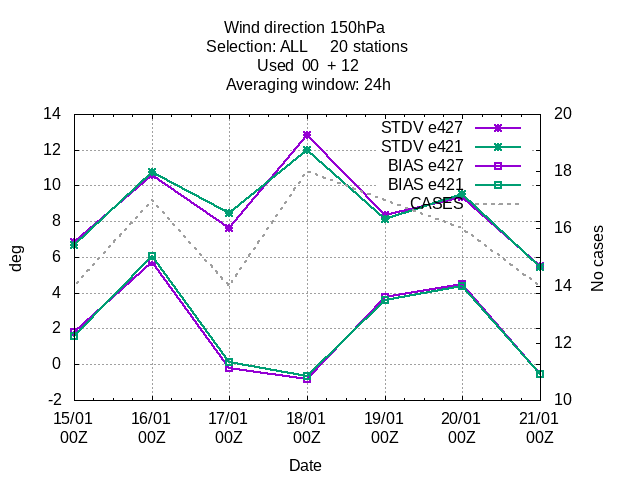 Wind direction 150hPa
Selection: ALL     20 stations
Used  00  + 12
Averaging window: 24h
14
12
10
8
6
4
2
0
-2
20
18
16
14
12
10
deg
No cases
STDV e427
STDV e421
BIAS e427
BIAS e421
CASES
15/01 16/01 17/01 18/01 19/01 20/01 21/01
00Z 00Z 00Z 00Z 00Z 00Z 00Z
Date